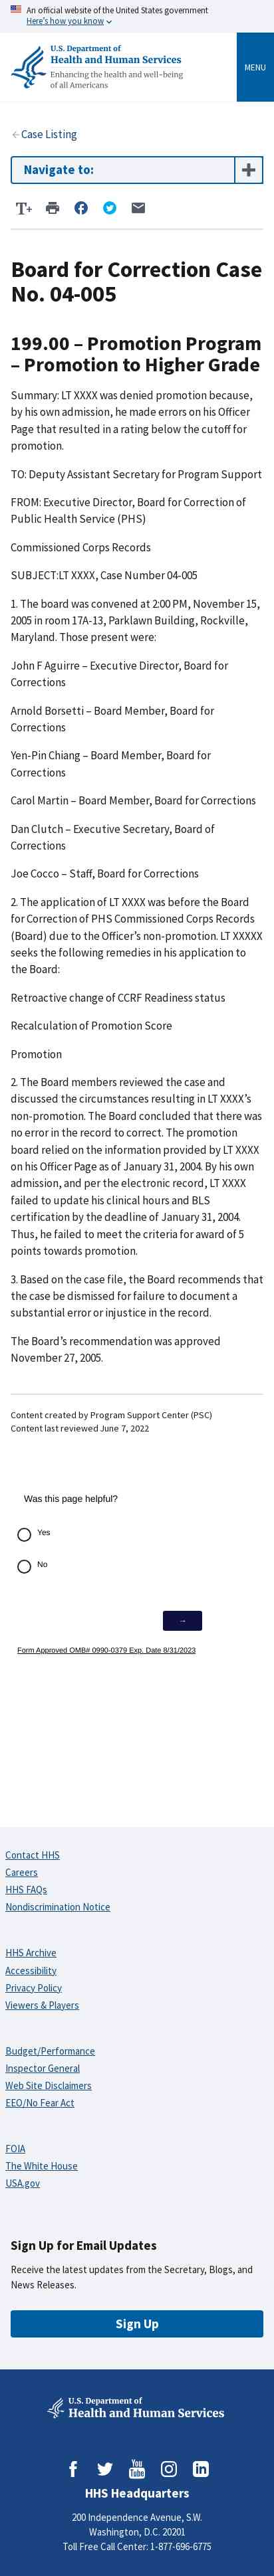 An official website of the United States government
Here's how you know
U.S. Department of
Health and Human Services
Enhancing the health and well-being
of all Americans
MENU
Case Listing
Navigate to:
T+
Board for Correction Case
No. 04-005
199.00 – Promotion Program
– Promotion to Higher Grade
Summary: LT XXXX was denied promotion because,
by his own admission, he made errors on his Officer
Page that resulted in a rating below the cutoff for
promotion.
TO: Deputy Assistant Secretary for Program Support
FROM: Executive Director, Board for Correction of
Public Health Service (PHS)
Commissioned Corps Records
SUBJECT:LT XXXX, Case Number 04-005
1. The board was convened at 2:00 PM, November 15,
2005 in room 17A-13, Parklawn Building, Rockville,
Maryland. Those present were:
John F Aguirre – Executive Director, Board for
Corrections
Arnold Borsetti – Board Member, Board for
Corrections
Yen-Pin Chiang – Board Member, Board for
Corrections
Carol Martin – Board Member, Board for Corrections
Dan Clutch – Executive Secretary, Board of
Corrections
Joe Cocco – Staff, Board for Corrections
2. The application of LT XXXX was before the Board
for Correction of PHS Commissioned Corps Records
(Board) due to the Officer's non-promotion. LT XXXXX
seeks the following remedies in his application to
the Board:
Retroactive change of CCRF Readiness status
Recalculation of Promotion Score
Promotion
2. The Board members reviewed the case and
discussed the circumstances resulting in LT XXXX's
non-promotion. The Board concluded that there was
no error in the record to correct. The promotion
board relied on the information provided by LT XXXX
on his Officer Page as of January 31, 2004. By his own
admission, and per the electronic record, LT XXXX
failed to update his clinical hours and BLS
certification by the deadline of January 31, 2004.
Thus, he failed to meet the criteria for award of 5
points towards promotion.
3. Based on the case file, the Board recommends that
the case be dismissed for failure to document a
substantial error or injustice in the record.
The Board's recommendation was approved
November 27, 2005.
Content created by Program Support Center (PSC)
Content last reviewed June 7, 2022
Was this page helpful?
Yes
No
→
Form Approved OMB# 0990-0379 Exp. Date 8/31/2023
Contact HHS
Careers
HHS FAQs
Nondiscrimination Notice
HHS Archive
Accessibility
Privacy Policy
Viewers & Players
Budget/Performance
Inspector General
Web Site Disclaimers
EEO/No Fear Act
FOIA
The White House
USA.gov
Sign Up for Email Updates
Receive the latest updates from the Secretary, Blogs, and
News Releases.
Sign Up
U.S. Department of
Health and Human Services
You Tube
HHS Headquarters
200 Independence Avenue, S.W.
Washington, D.C. 20201
Toll Free Call Center: 1-877-696-6775